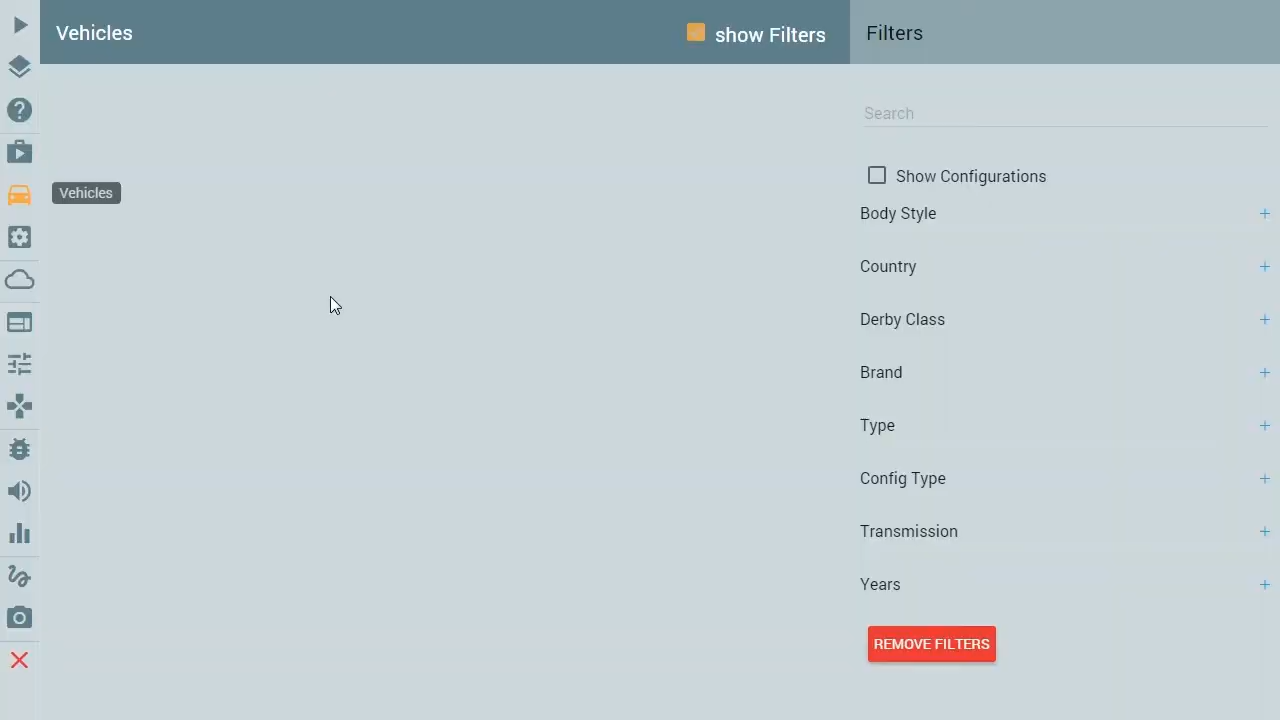 Vehicles
show Filters
Filters
Search
Vehicles
Show Configurations
Body Style
Country
Derby Class
Brand
Type
Config Type
Transmission
Years
REMOVE FILTERS